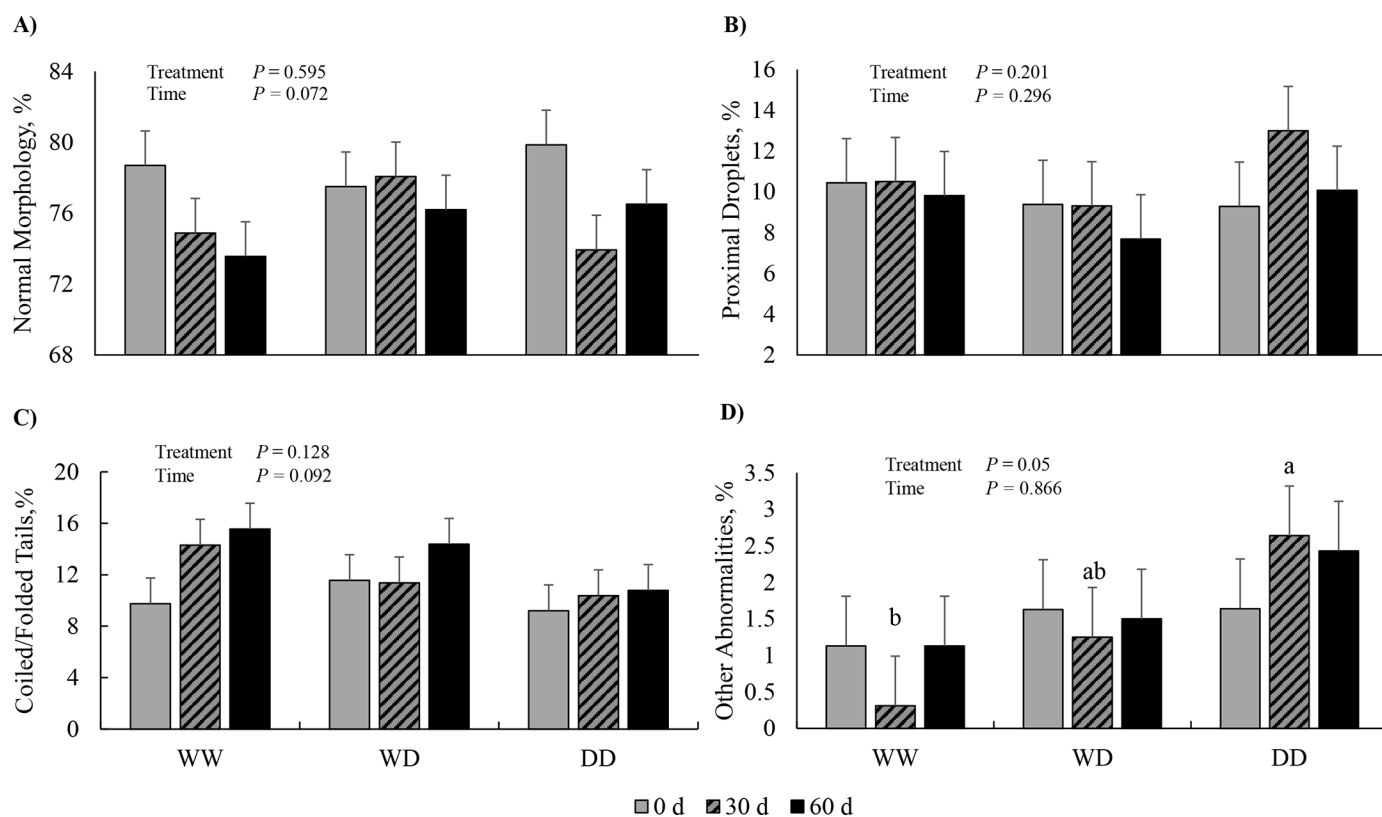 A)
Treatment P = 0.595
Time P = 0.072
Normal Morphology, %
84
80
76
72
68
B)
Treatment P = 0.201
Time P = 0.296
Proximal Droplets, %
16
14
12
10
8
6
4
2
C)
Treatment P = 0.128
Time P = 0.092
Coiled/Folded Tails,%
20
16
12
8
4
0
WW WD DD
D)
Treatment P = 0.05
Time P = 0.866
Other Abnormalities, %
3.5
3
2.5
2
1.5
1
0.5
0
b
ab
a
WW WD DD
0 d 30 d 60 d